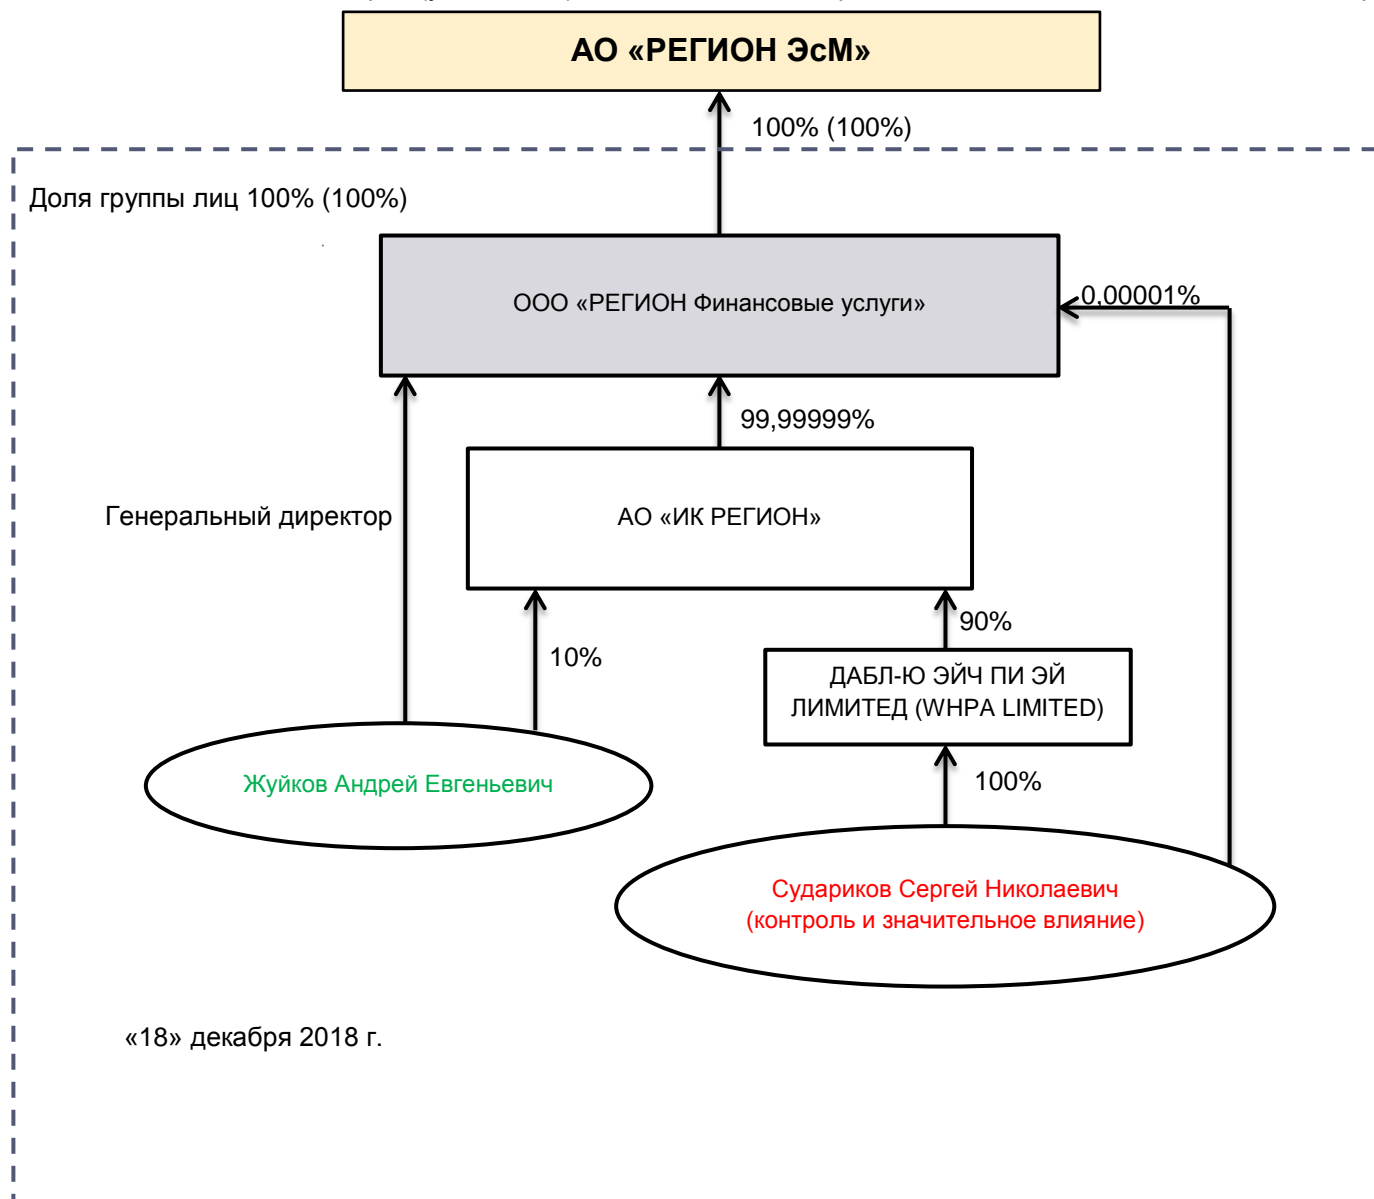 АО «РЕГИОН ЭсМ»
100% (100%)
Доля группы лиц 100% (100%)
ООО «РЕГИОН Финансовые услуги»
0,00001%
99,99999%
Генеральный директор
АО «ИК РЕГИОН»
90%
10%
ДАБЛ-Ю ЭЙЧ ПИ ЭЙ
ЛИМИТЕД (WHPA LIMITED)
100%
Жуйков Андрей Евгеньевич
Судариков Сергей Николаевич
(контроль и значительное влияние)
«18» декабря 2018 г.